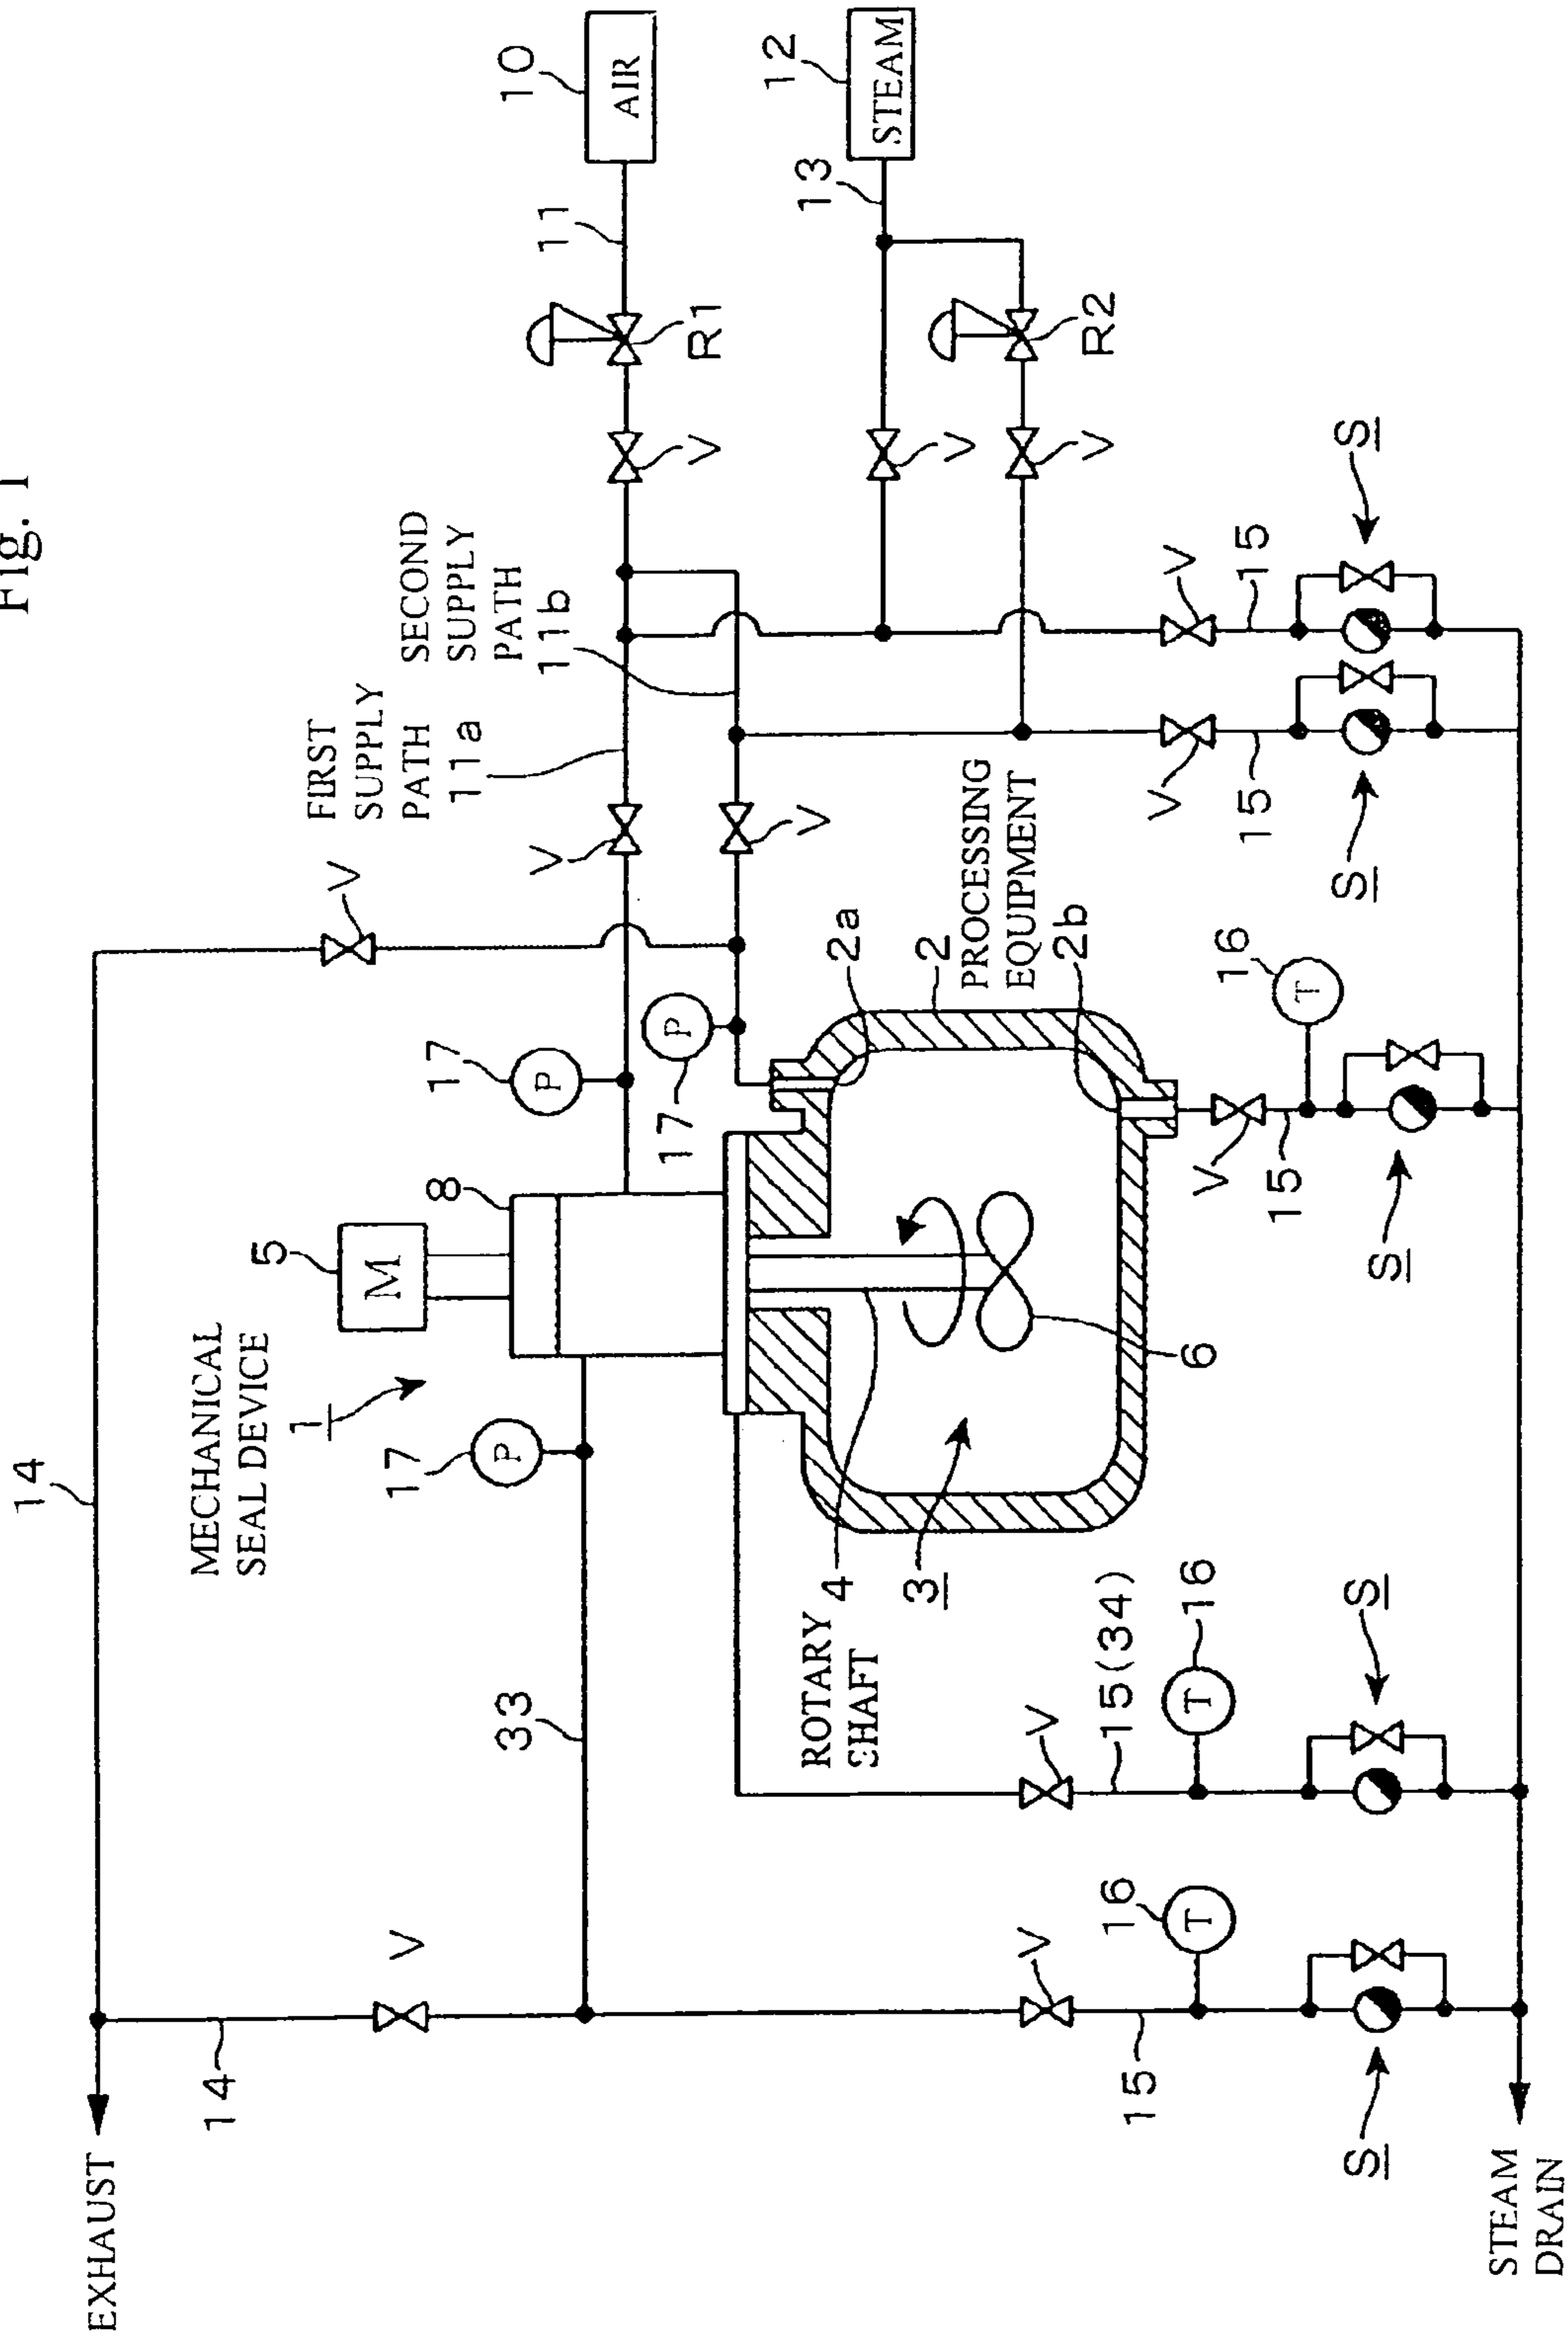 Fig. 1
10
AIR
12
STEAM
11
13
R1
R2
V
V
V
SECOND
SUPPLY
PATH
11b
FIRST
SUPPLY
PATH
11a
V
V
V
V
15
S
V
15
S
PROCESSING
EQUIPMENT
2
2a
2b
17
P
17
P
16
T
V
15
S
8
5
M
MECHANICAL
SEAL DEVICE
1
17
P
14
6
4
3
ROTARY
SHAFT
33
V
15(34)
16
T
S
V
14
V
15
16
T
S
EXHAUST
STEAM
DRAIN